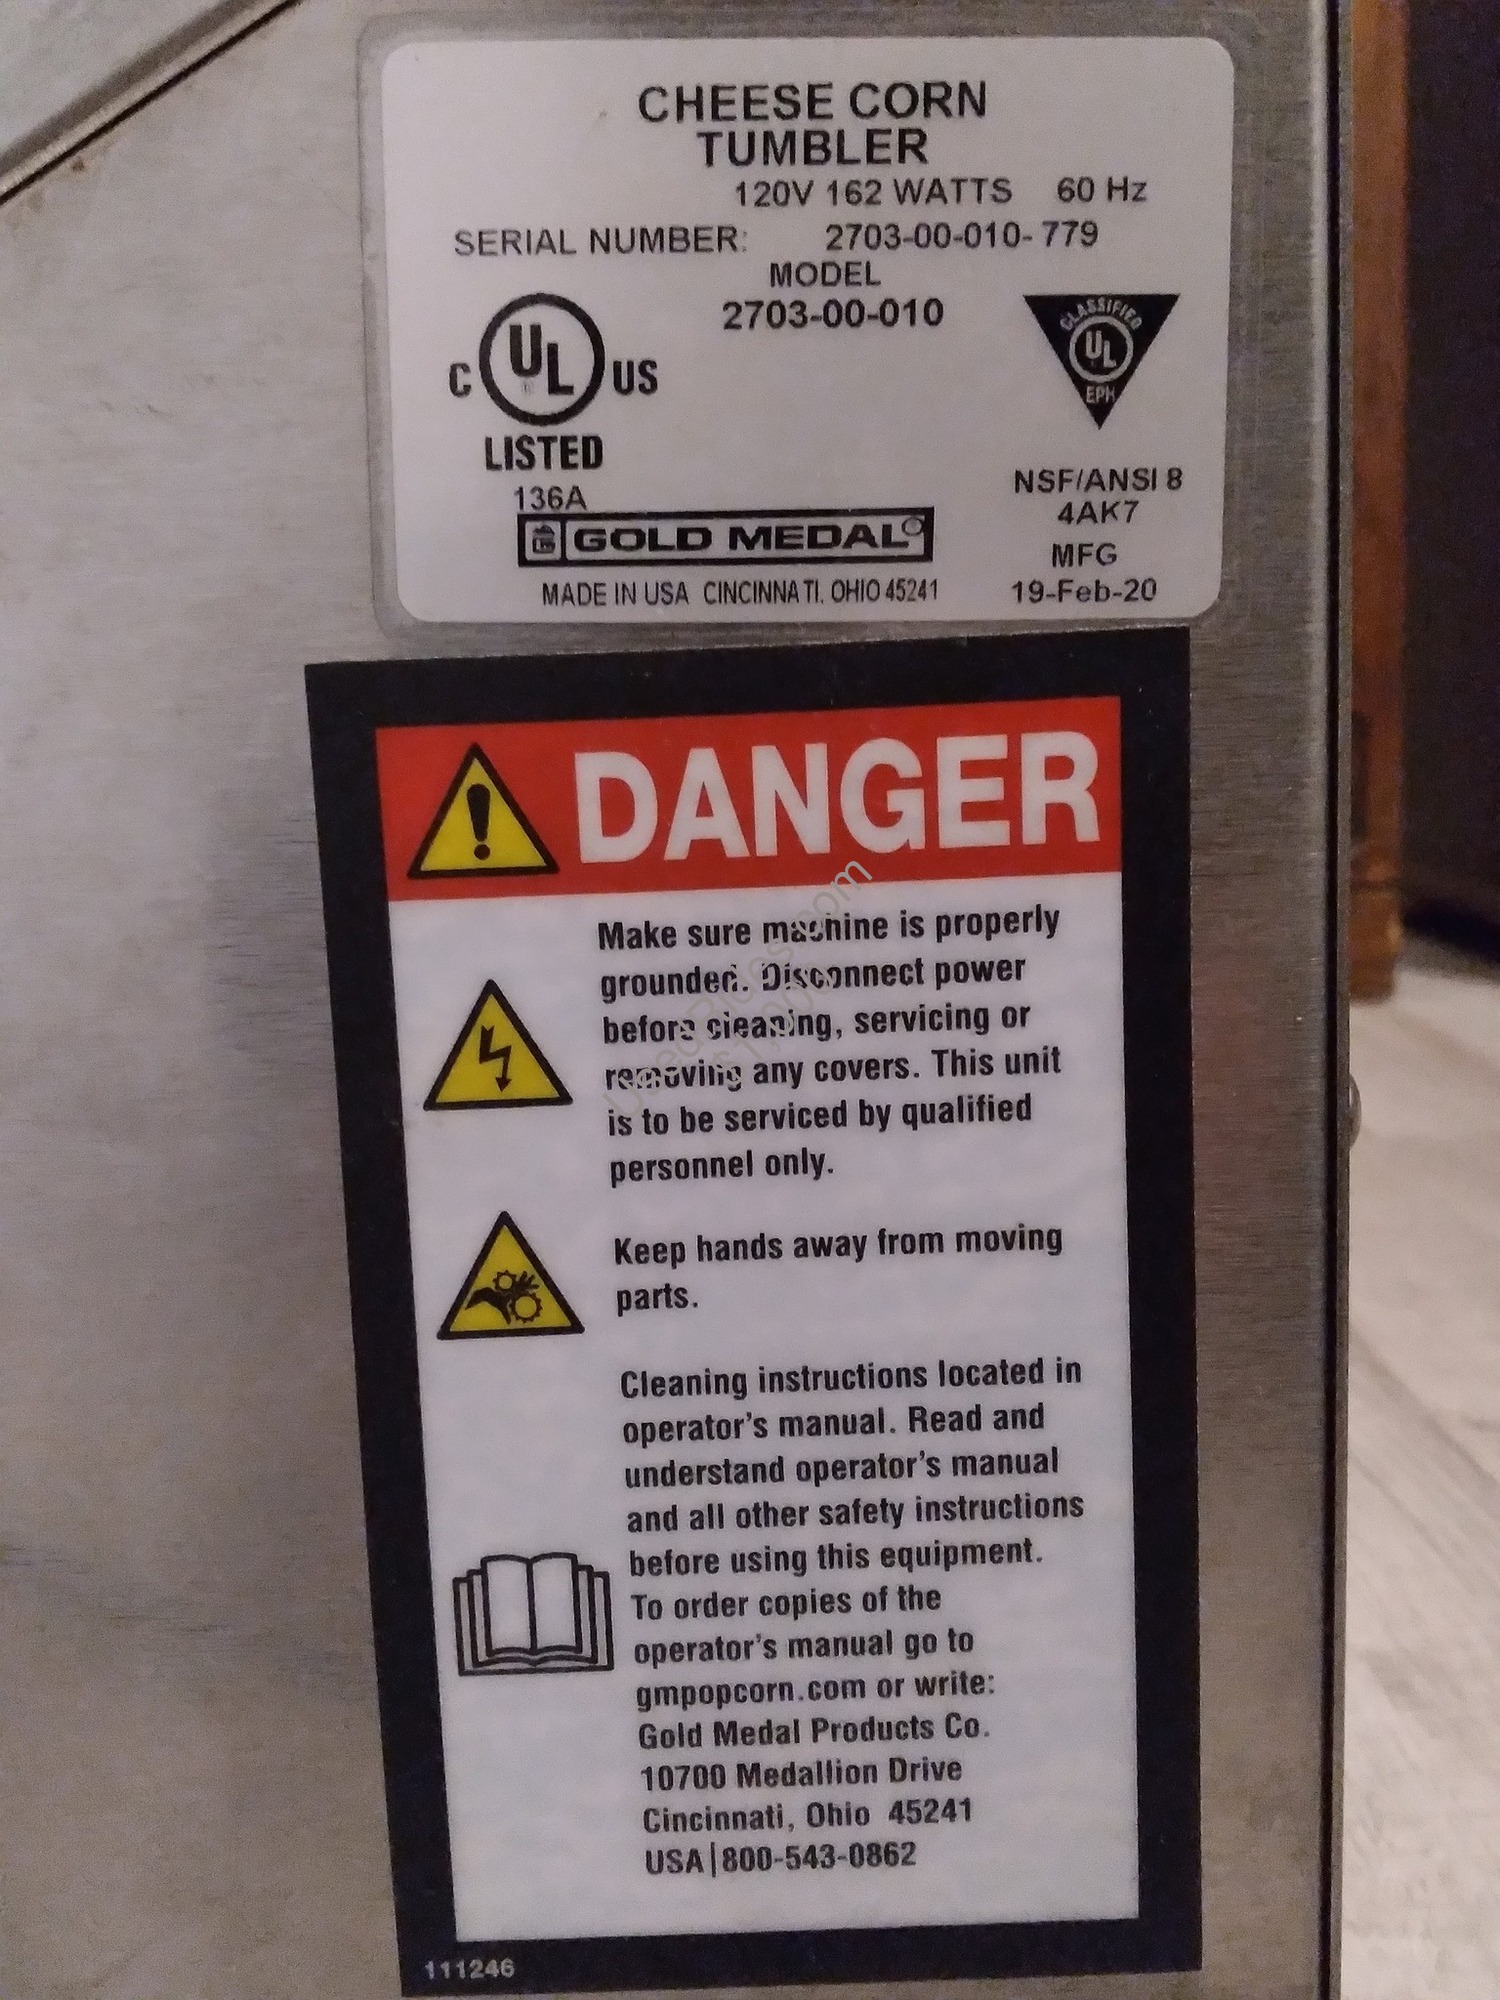 CHEESE CORN
TUMBLER
120V 162 WATTS 60 Hz
SERIAL NUMBER: 2703-00-010-779
MODEL
2703-00-010
C UL US
LISTED
136A
CLASSIFIED
UL
EPH
NSF/ANSI 8
4AK7
MFG
19-Feb-20
GOLD MEDAL®
MADE IN USA CINCINNATI, OHIO 45241
DANGER
Make sure machine is properly
grounded. Disconnect power
before cleaning, servicing or
removing any covers. This unit
is to be serviced by qualified
personnel only.
Keep hands away from moving
parts.
Cleaning instructions located in
operator's manual. Read and
understand operator's manual
and all other safety instructions
before using this equipment.
To order copies of the
operator's manual go to
gmpopcorn.com or write:
Gold Medal Products Co.
10700 Medallion Drive
Cincinnati, Ohio 45241
USA|800-543-0862
111246